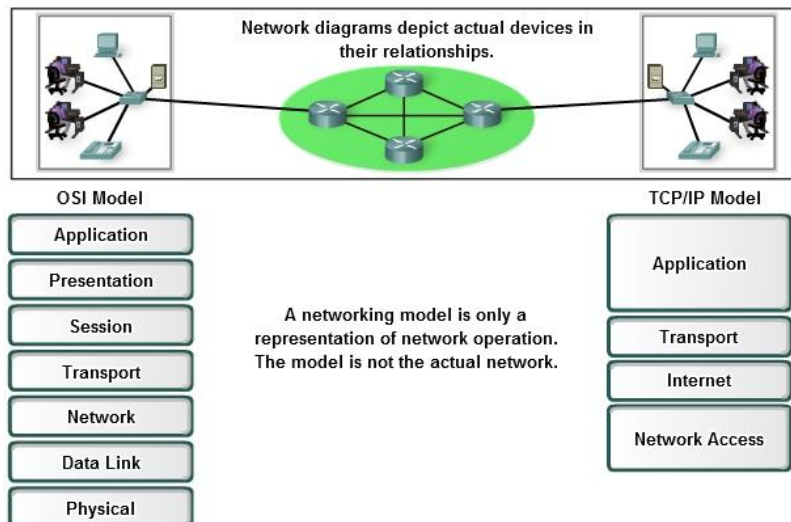 Network diagrams depict actual devices in
their relationships.
OSI Model
Application
Presentation
Session
Transport
Network
Data Link
Physical
A networking model is only a
representation of network operation.
The model is not the actual network.
TCP/IP Model
Application
Transport
Internet
Network Access